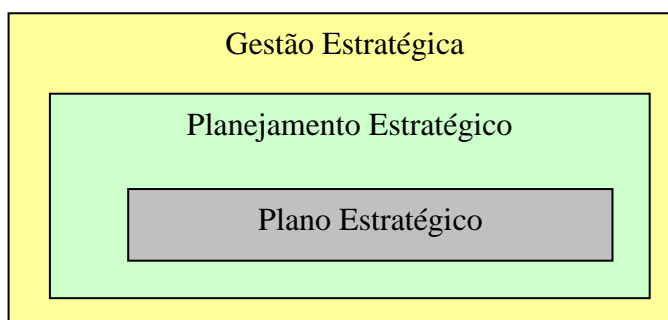 Gestão Estratégica
Planejamento Estratégico
Plano Estratégico